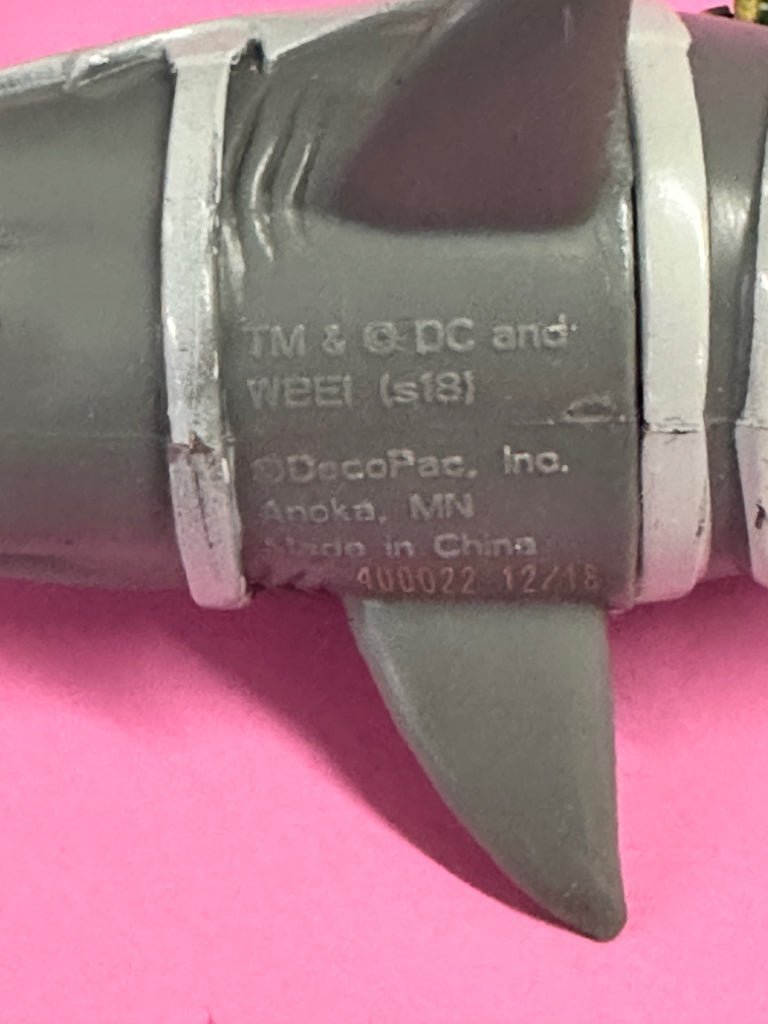 TM & © DC and
WBEI (s18)
©DecoPac, Inc.
Anoka, MN
Made in China
400022 12/18